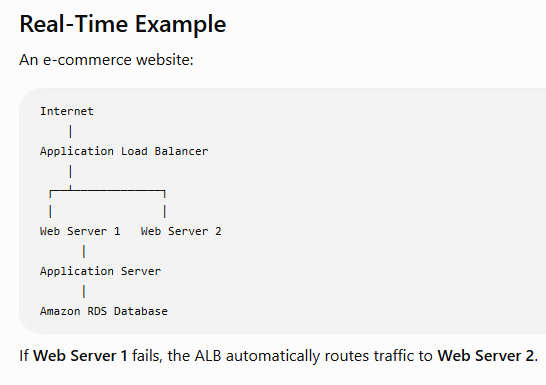 Real-Time Example
An e-commerce website:
Internet
Application Load Balancer
Web Server 1   Web Server 2
Application Server
Amazon RDS Database
If Web Server 1 fails, the ALB automatically routes traffic to Web Server 2.